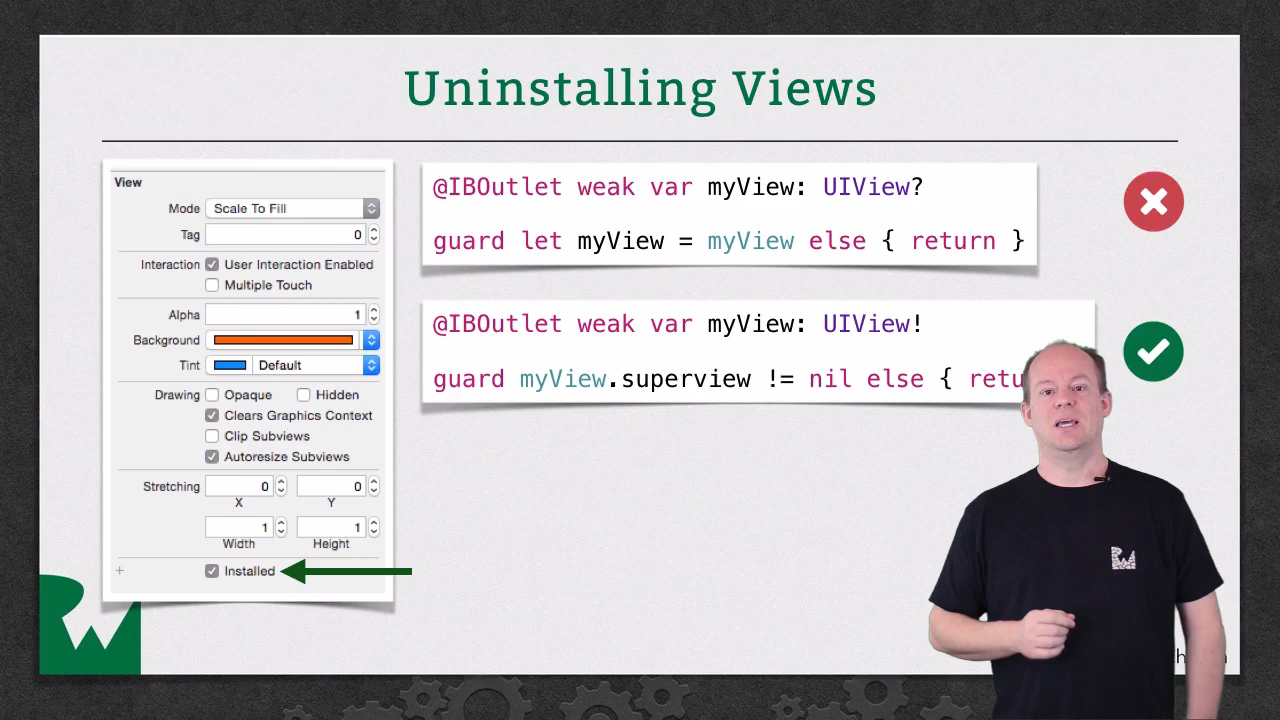 Uninstalling Views
View
Mode Scale To Fill
Tag 0
Interaction User Interaction Enabled
Multiple Touch
Alpha 1
Background
Tint Default
Drawing Opaque Hidden
Clears Graphics Context
Clip Subviews
Autoresize Subviews
Stretching 0 0
X Y
1 1
Width Height
+ Installed
@IBOutlet weak var myView: UIView?
guard let myView = myView else { return }
@IBOutlet weak var myView: UIView!
guard myView.superview != nil else { retu
RW